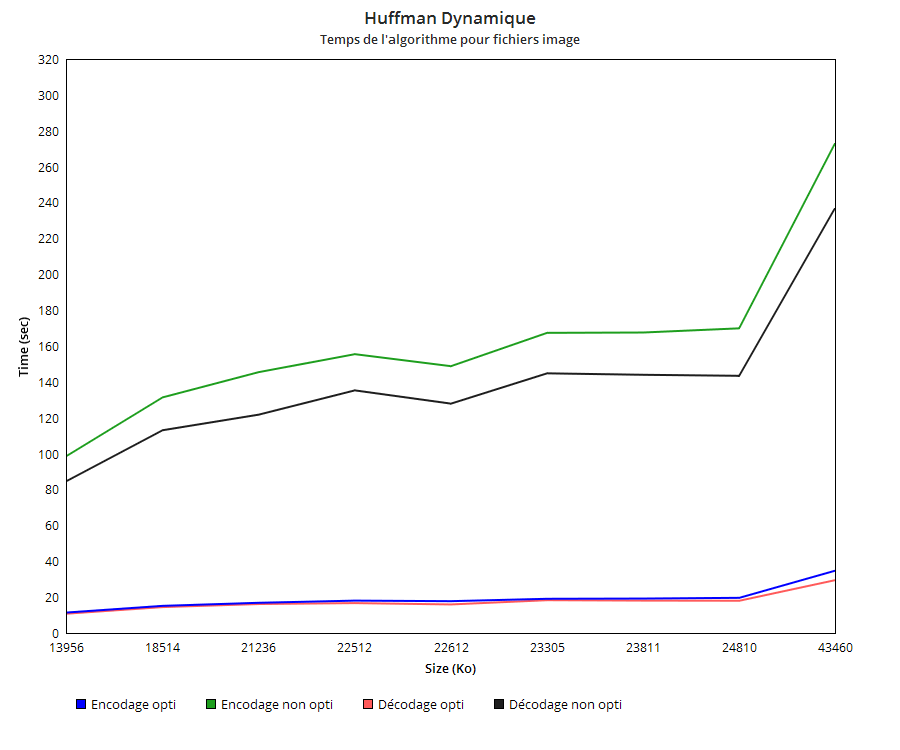 Huffman Dynamique
Temps de l'algorithme pour fichiers image
320
300
280
260
240
220
200
180
160
140
120
100
80
60
40
20
0
Time (sec)
13956 18514 21236 22512 22612 23305 23811 24810 43460
Size (Ko)
Encodage opti Encodage non opti Décodage opti Décodage non opti